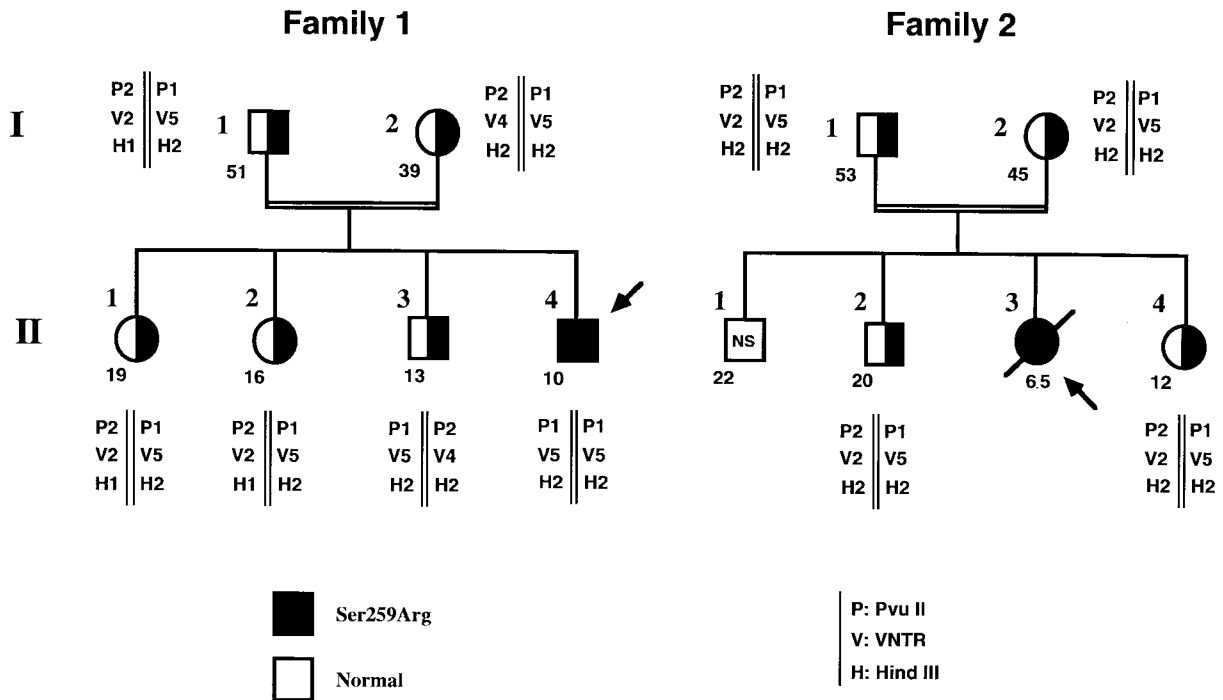 Family 1
Family 2
I
P2 P1
V2 V5
H1 H2
1
51
2
39
P2 P1
V4 V5
H2 H2
P2 P1
V2 V5
H2 H2
1
53
2
45
P2 P1
V2 V5
H2 H2
II
1
19
2
16
3
13
4
10
1
NS
22
2
20
3
6.5
4
12
P2 P1
V2 V5
H1 H2
P2 P1
V2 V5
H1 H2
P1 P2
V5 V4
H2 H2
P1 P1
V5 V5
H2 H2
P2 P1
V2 V5
H2 H2
P2 P1
V2 V5
H2 H2
Ser259Arg
Normal
P: Pvu II
V: VNTR
H: Hind III